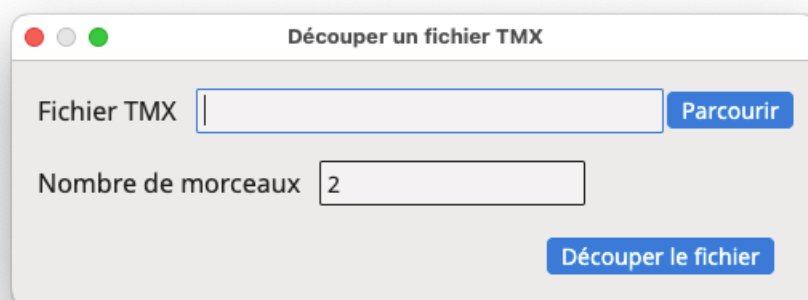 Découper un fichier TMX
Fichier TMX Parcourir
Nombre de morceaux 2
Découper le fichier